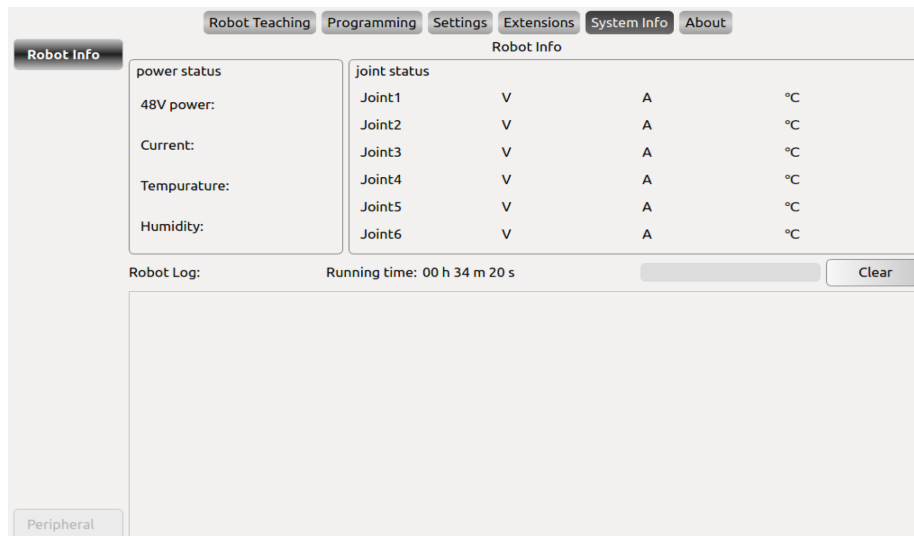 Robot Teaching Programming Settings Extensions System Info About
Robot Info
Robot Info
power status
48V power:
Current:
Tempurature:
Humidity:
joint status
Joint1 V A °C
Joint2 V A °C
Joint3 V A °C
Joint4 V A °C
Joint5 V A °C
Joint6 V A °C
Robot Log: Running time: 00 h 34 m 20 s Clear
Peripheral